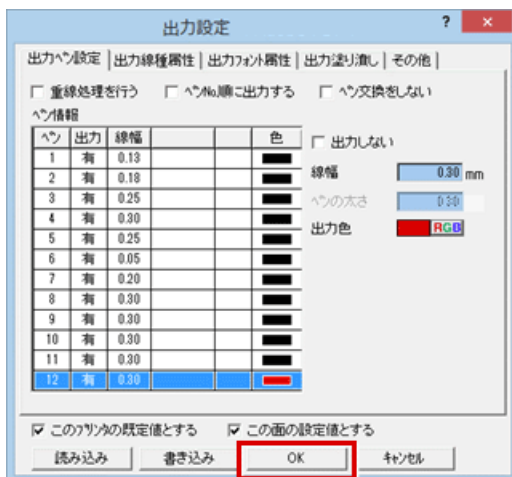 出力設定 ? ×
出力ペン設定 出力線種属性 出力フォント属性 出力塗り潰し その他
重線処理を行う ペンNo.順に出力する ペン交換をしない
ペン情報
ペン 出力 線幅 色
1 有 0.13
2 有 0.18
3 有 0.25
4 有 0.30
5 有 0.25
6 有 0.05
7 有 0.20
8 有 0.30
9 有 0.30
10 有 0.30
11 有 0.30
12 有 0.30
出力しない
線幅 0.30 mm
ペンの太さ 0.30
出力色 RGB
このプリンタの既定値とする この面の設定値とする
読み込み 書き込み OK キャンセル